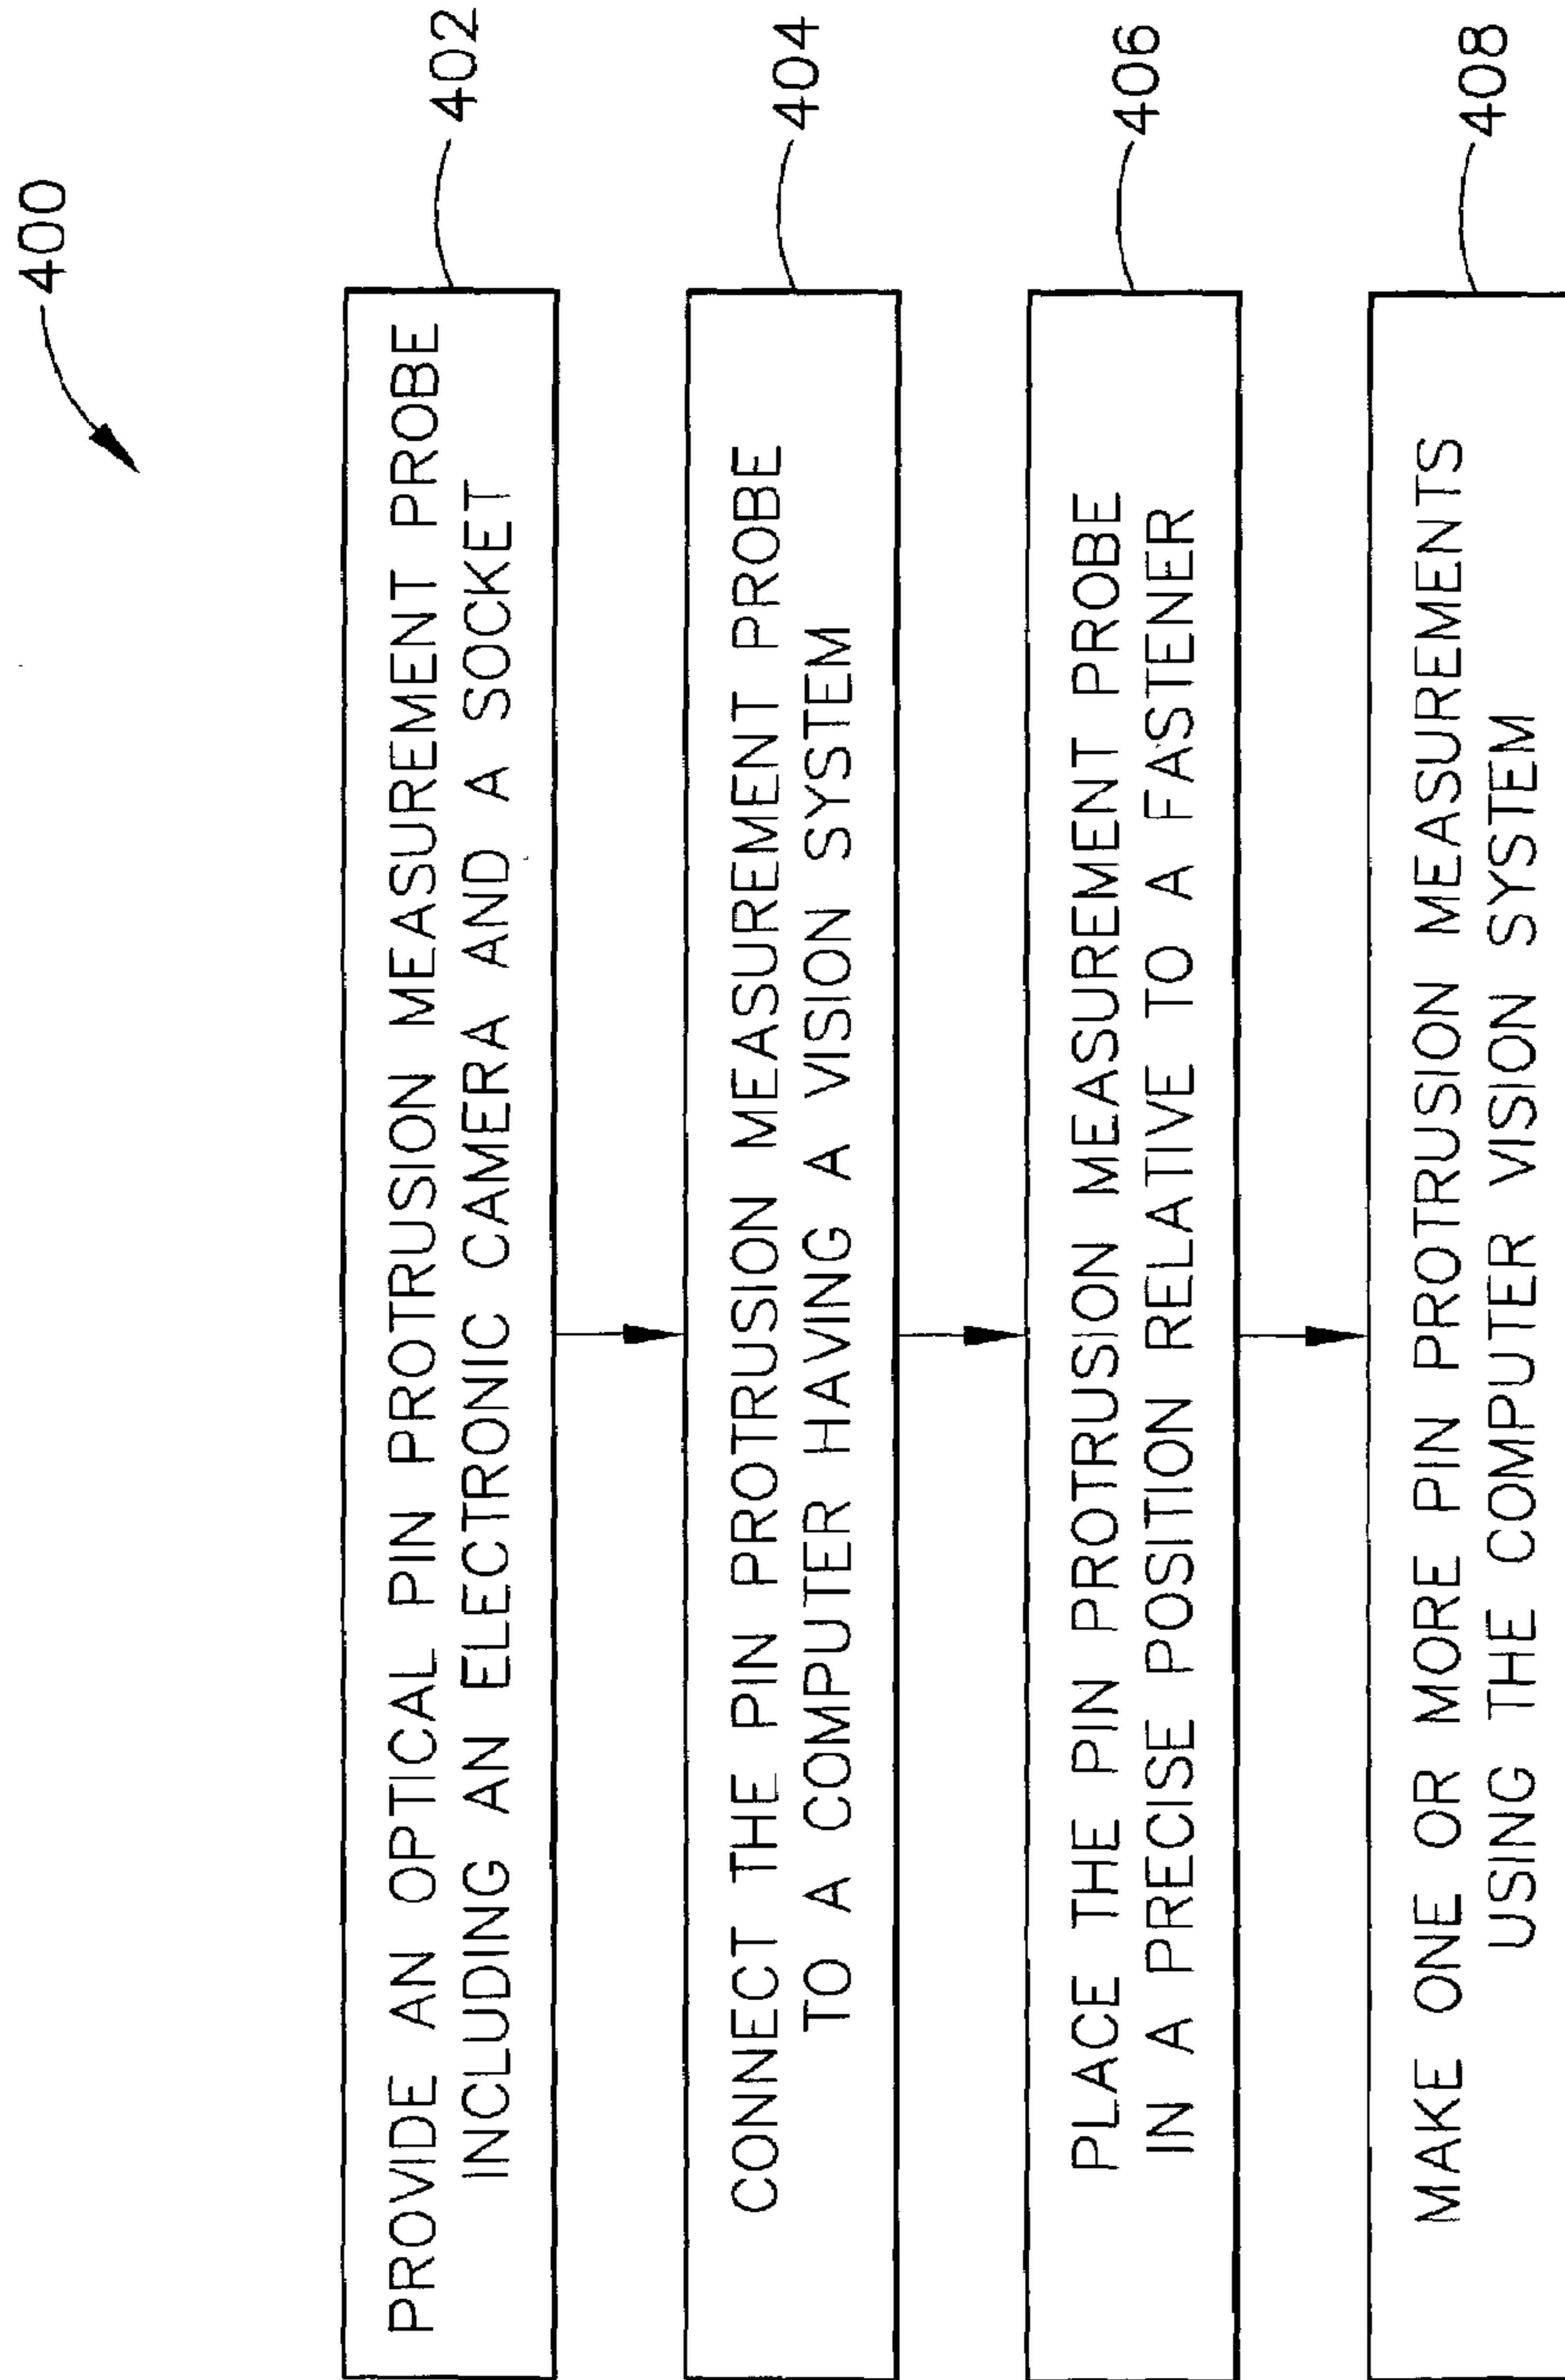 400
PROVIDE AN OPTICAL PIN PROTRUSION MEASUREMENT PROBE
INCLUDING AN ELECTRONIC CAMERA AND A SOCKET
402
CONNECT THE PIN PROTRUSION MEASUREMENT PROBE
TO A COMPUTER HAVING A VISION SYSTEM
404
PLACE THE PIN PROTRUSION MEASUREMENT PROBE
IN A PRECISE POSITION RELATIVE TO A FASTENER
406
MAKE ONE OR MORE PIN PROTRUSION MEASUREMENTS
USING THE COMPUTER VISION SYSTEM
408